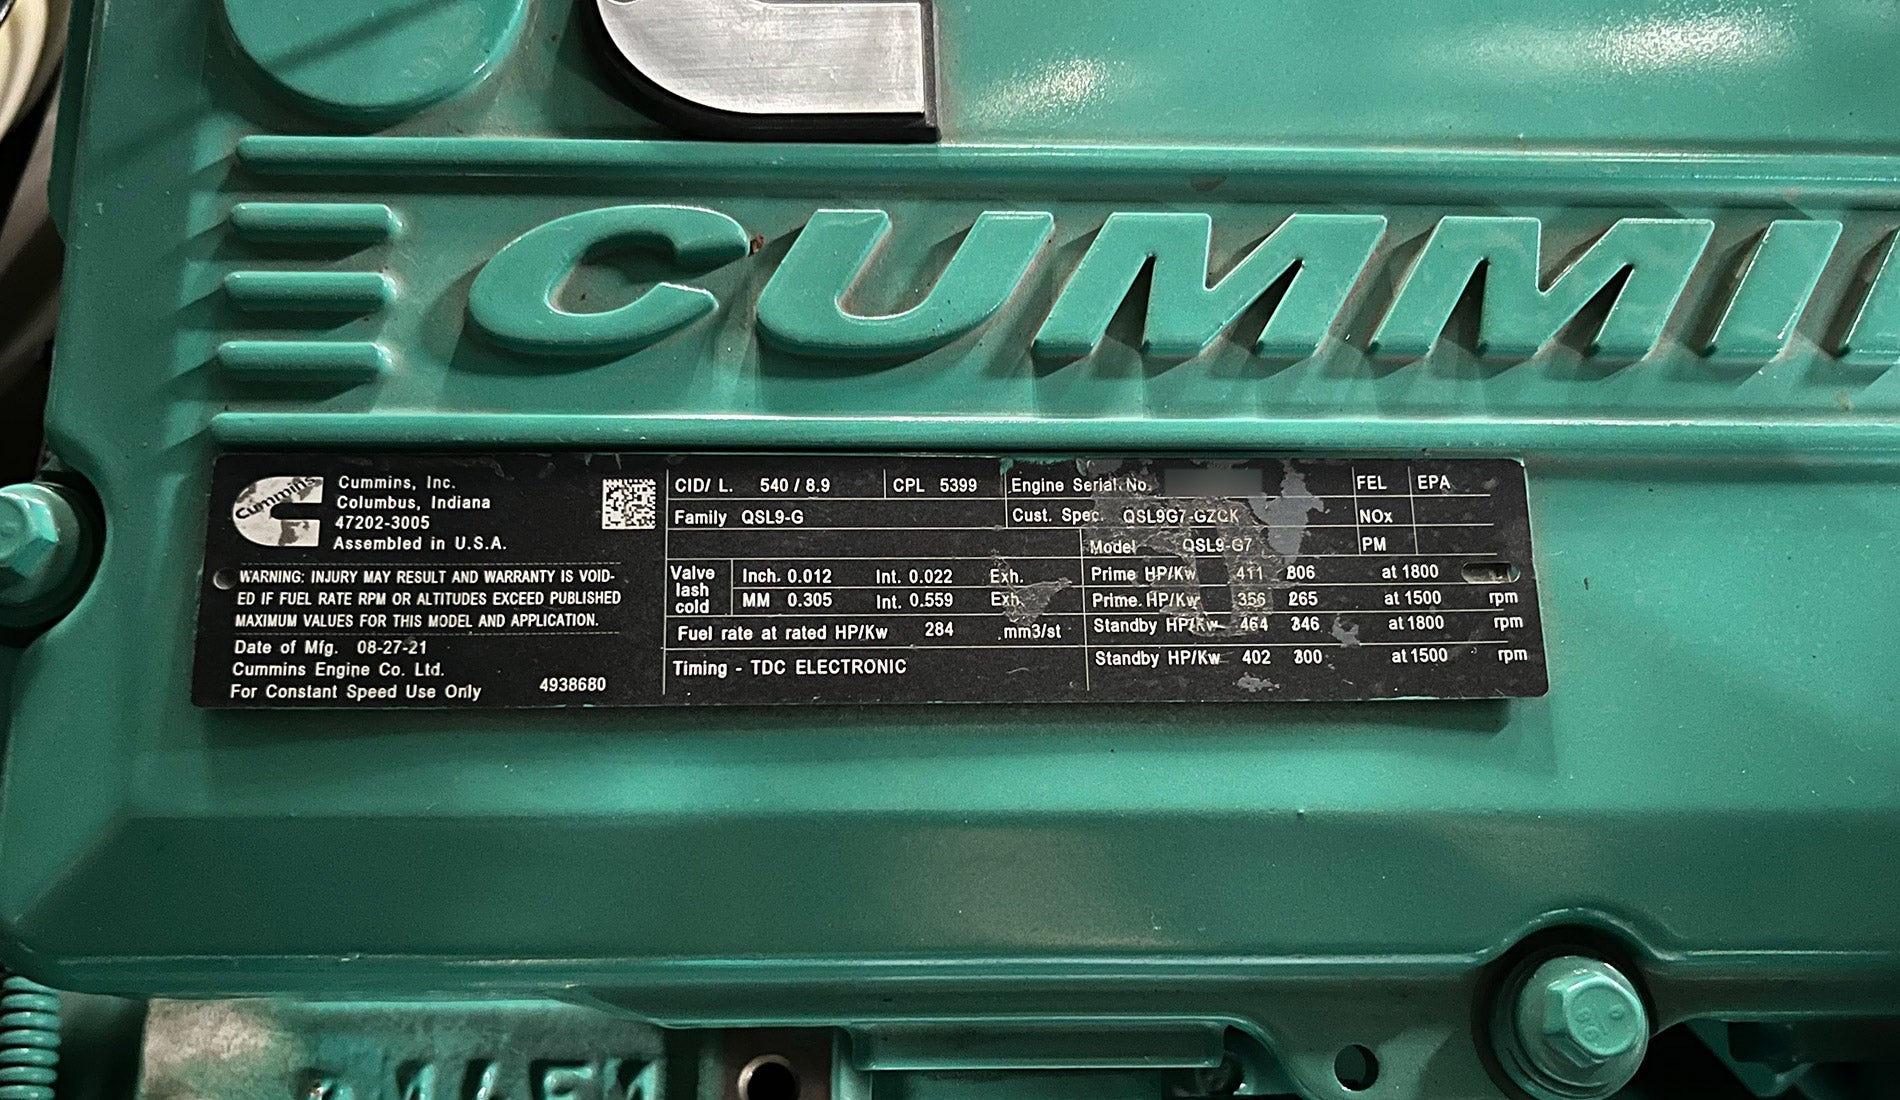 CUMMI
Cummins
Cummins, Inc.
Columbus, Indiana
47202-3005
Assembled in U.S.A.
WARNING: INJURY MAY RESULT AND WARRANTY IS VOID-
ED IF FUEL RATE RPM OR ALTITUDES EXCEED PUBLISHED
MAXIMUM VALUES FOR THIS MODEL AND APPLICATION.
Date of Mfg. 08-27-21
Cummins Engine Co. Ltd.
For Constant Speed Use Only 4938680
CID/ L. 540 / 8.9 CPL 5399 Engine Serial. No. FEL EPA
Family QSL9-G Cust. Spec. QSL9G7-GZCK NOx
Model QSL9-G7 PM
Valve lash cold
Inch. 0.012 Int. 0.022 Exh.
MM 0.305 Int. 0.559 Exh.
Fuel rate at rated HP/Kw 284 .mm3/st
Timing - TDC ELECTRONIC
Prime HP/Kw 411 306 at 1800
Prime. HP/Kw 356 265 at 1500 rpm
Standby HP/Kw 464 346 at 1800 rpm
Standby HP/Kw 402 300 at 1500 rpm